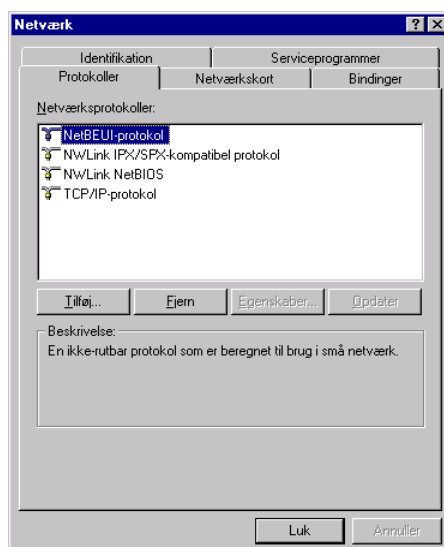 Netværk
Identifikation Serviceprogrammer
Protokoller Netværkskort Bindinger
Netværksprotokoller:
NetBEUI-protokol
NWLink IPX/SPX-kompatibel protokol
NWLink NetBIOS
TCP/IP-protokol
Tilføj... Fjern Egenskaber... Opdater
Beskrivelse:
En ikke-rutbar protokol som er beregnet til brug i små netværk.
Luk Annuller